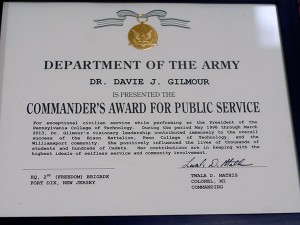 DEPARTMENT OF THE ARMY
DR. DAVIE J. GILMOUR
IS PRESENTED THE
COMMANDER'S AWARD FOR PUBLIC SERVICE
For exceptional civilian service while performing as the President of the
Pennsylvania College of Technology. During the period May 1998 through March
2013, Dr. Gilmour's visionary leadership contributed immensely to the overall
success of the Bison Battalion, Penn College of Technology, and the
Williamsport community. She positively influenced the lives of thousands of
students and hundreds of Cadets. Her contributions are in keeping with the
highest ideals of selfless service and community involvement.
HQ, 2ND (FREEDOM) BRIGADE
FORT DIX, NEW JERSEY
TWALA D. MATHIS
COLONEL, MI
COMMANDING